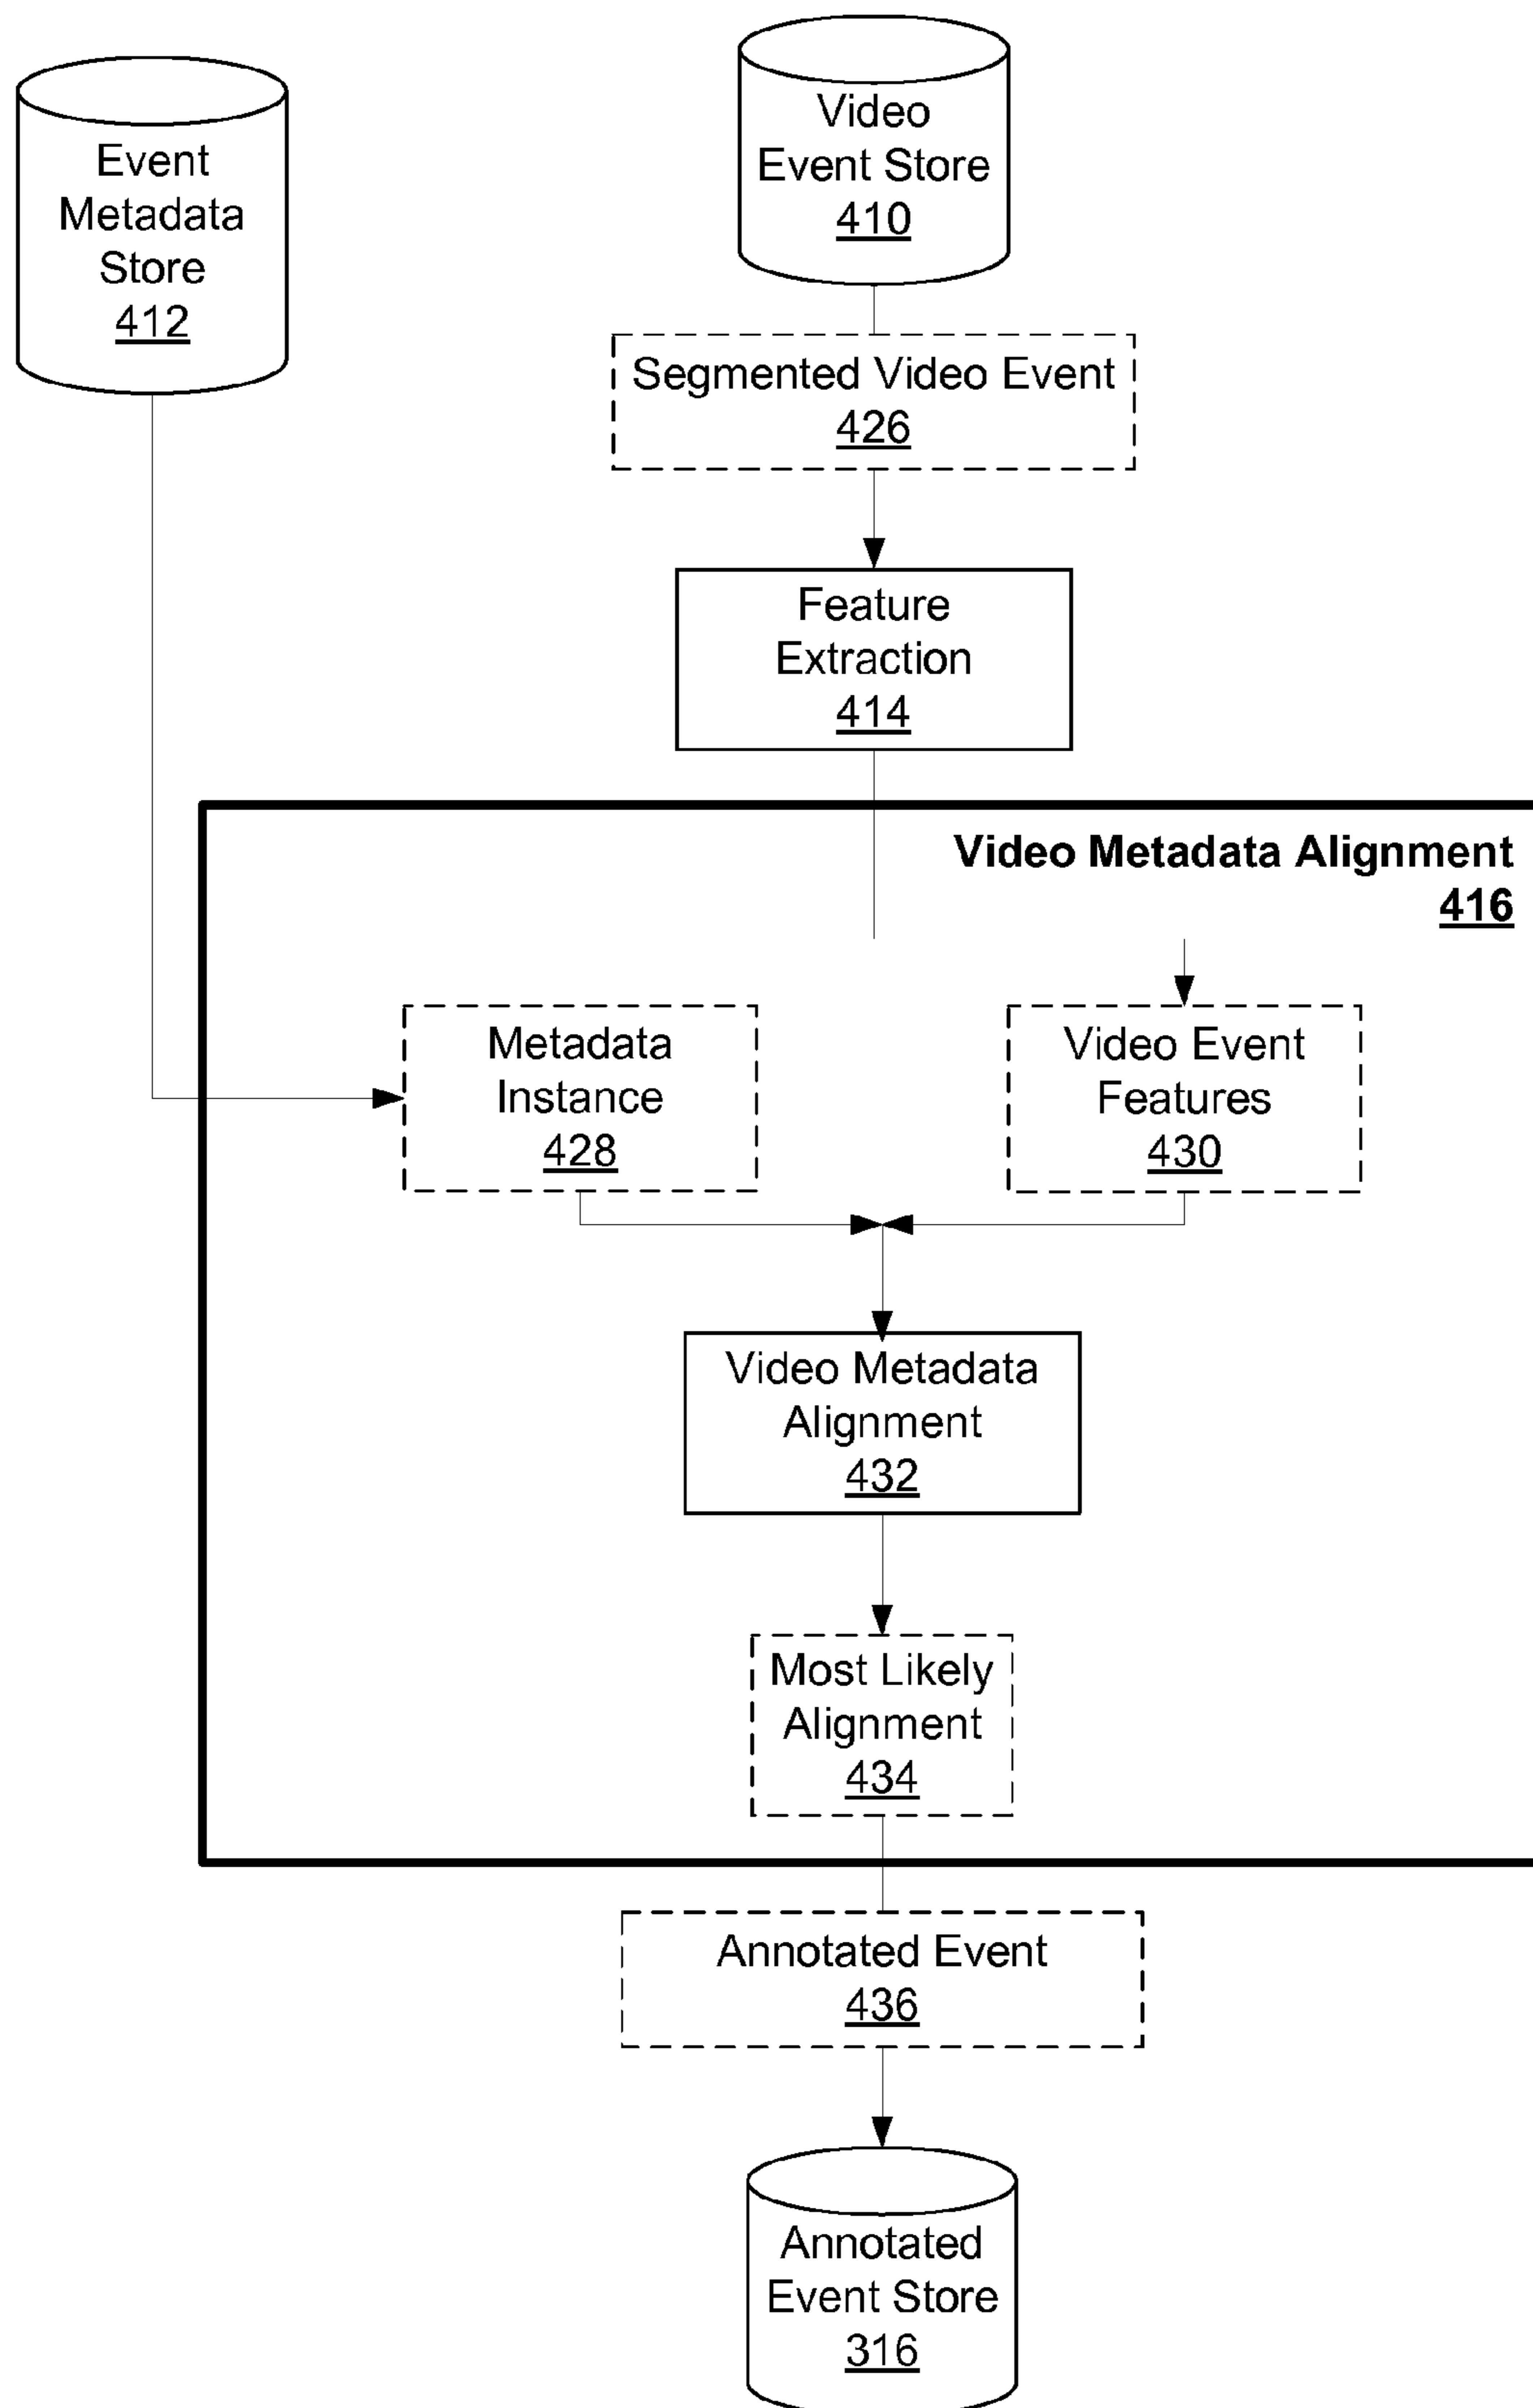 Video
Event Store
410
Event
Metadata
Store
412
Segmented Video Event
426
Feature
Extraction
414
Video Metadata Alignment
416
Metadata
Instance
428
Video Event
Features
430
Video Metadata
Alignment
432
Most Likely
Alignment
434
Annotated Event
436
Annotated
Event Store
316